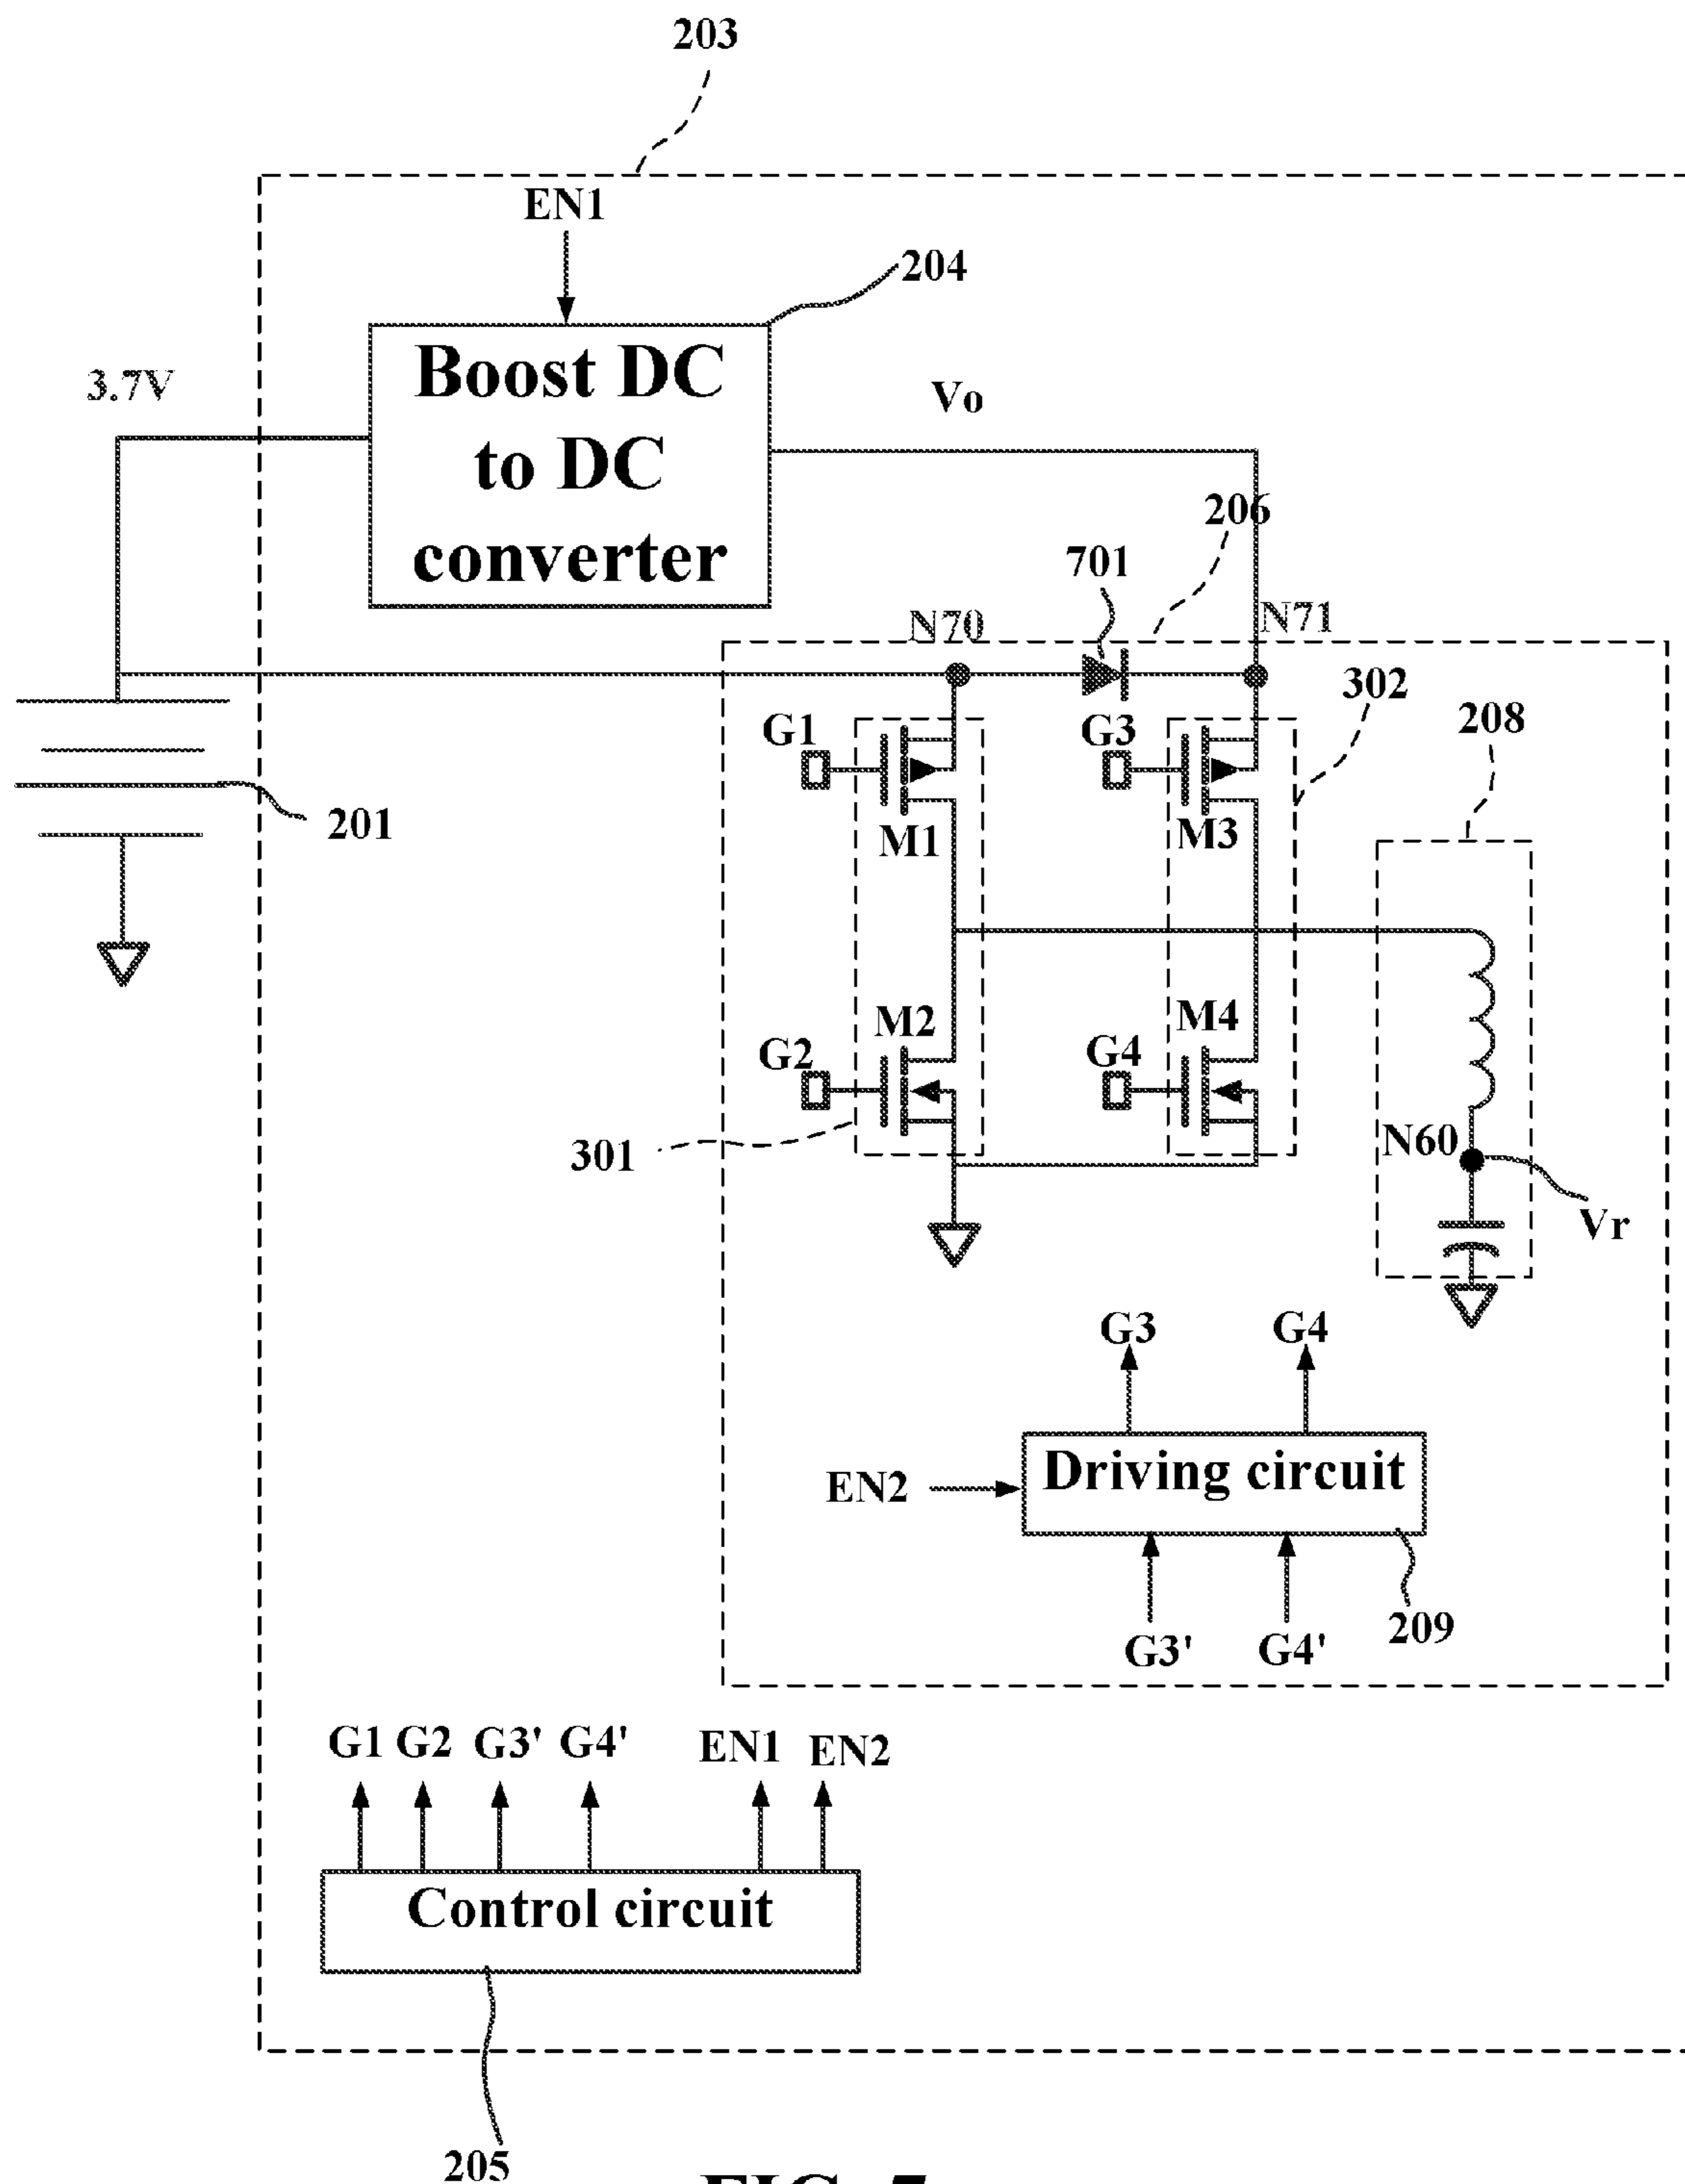 203
EN1
204
3.7V
Boost DC
to DC
converter
Vo
206
701
N70
N71
302
208
G1
G3
201
M1
M3
M2
M4
G2
G4
301
N60
Vr
G3
G4
EN2
Driving circuit
G3'
G4'
209
G1
G2
G3'
G4'
EN1
EN2
Control circuit
205